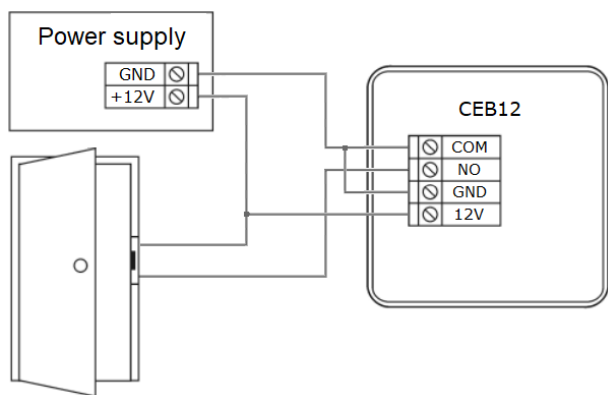 Power supply
GND
+12V
CEB12
COM
NO
GND
12V